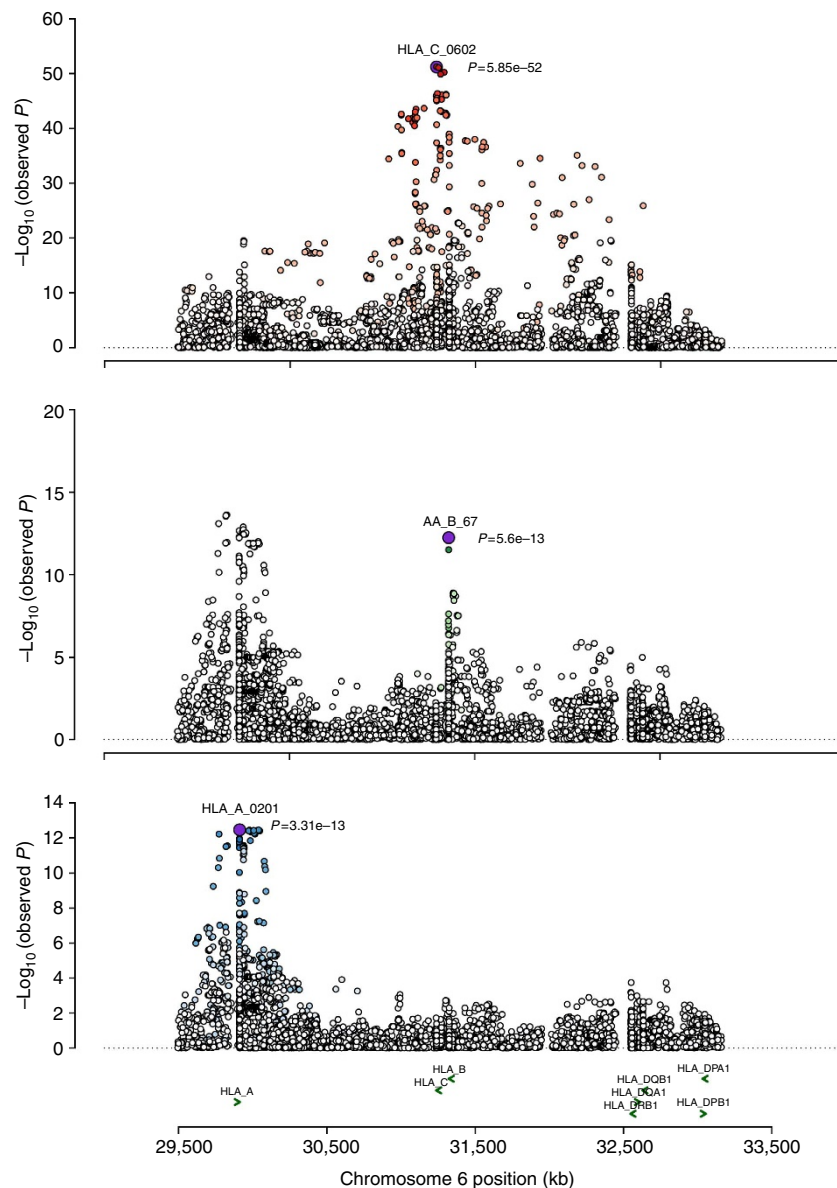 60
50
40
30
20
10
0
–Log₁₀ (observed P)
HLA_C_0602
P=5.85e–52
20
15
10
5
0
–Log₁₀ (observed P)
AA_B_67
P=5.6e–13
14
12
10
8
6
4
2
0
–Log₁₀ (observed P)
HLA_A_0201
P=3.31e–13
HLA_B
HLA_DPA1
HLA_C
HLA_DQB1
HLA_A
HLA_DQA1
HLA_DRB1
HLA_DPB1
29,500 30,500 31,500 32,500 33,500
Chromosome 6 position (kb)